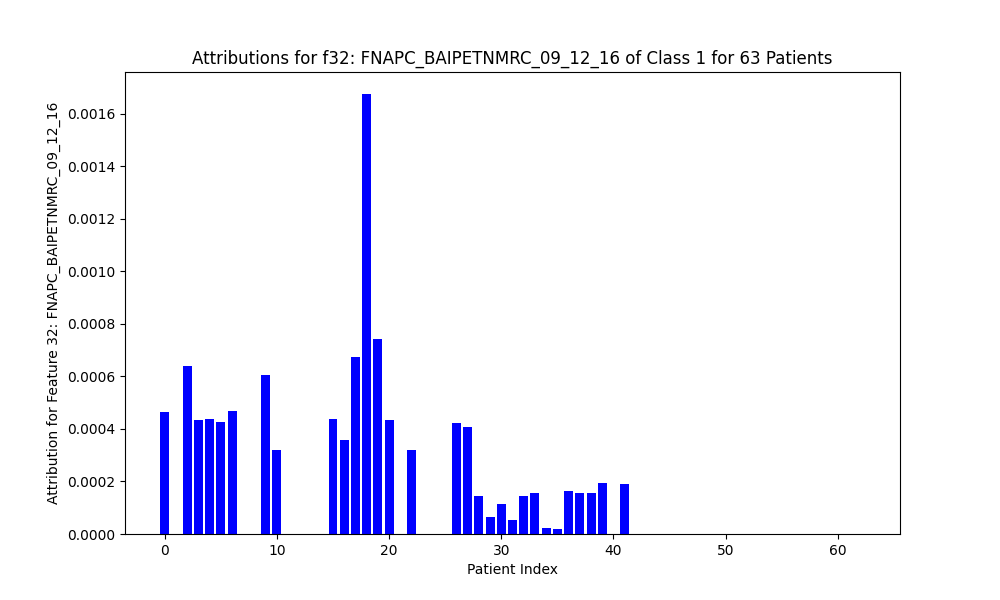 Attributions for f32: FNAPC_BAIPETNMRC_09_12_16 of Class 1 for 63 Patients
Attribution for Feature 32: FNAPC_BAIPETNMRC_09_12_16
0.0016
0.0014
0.0012
0.0010
0.0008
0.0006
0.0004
0.0002
0.0000
0 10 20 30 40 50 60
Patient Index